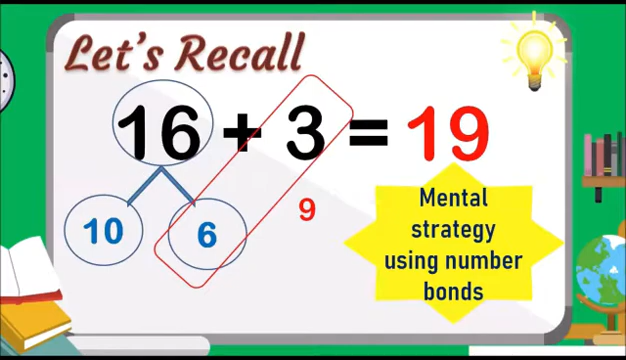 Let's Recall
16 + 3 = 19
10
6
9
Mental
strategy
using number
bonds